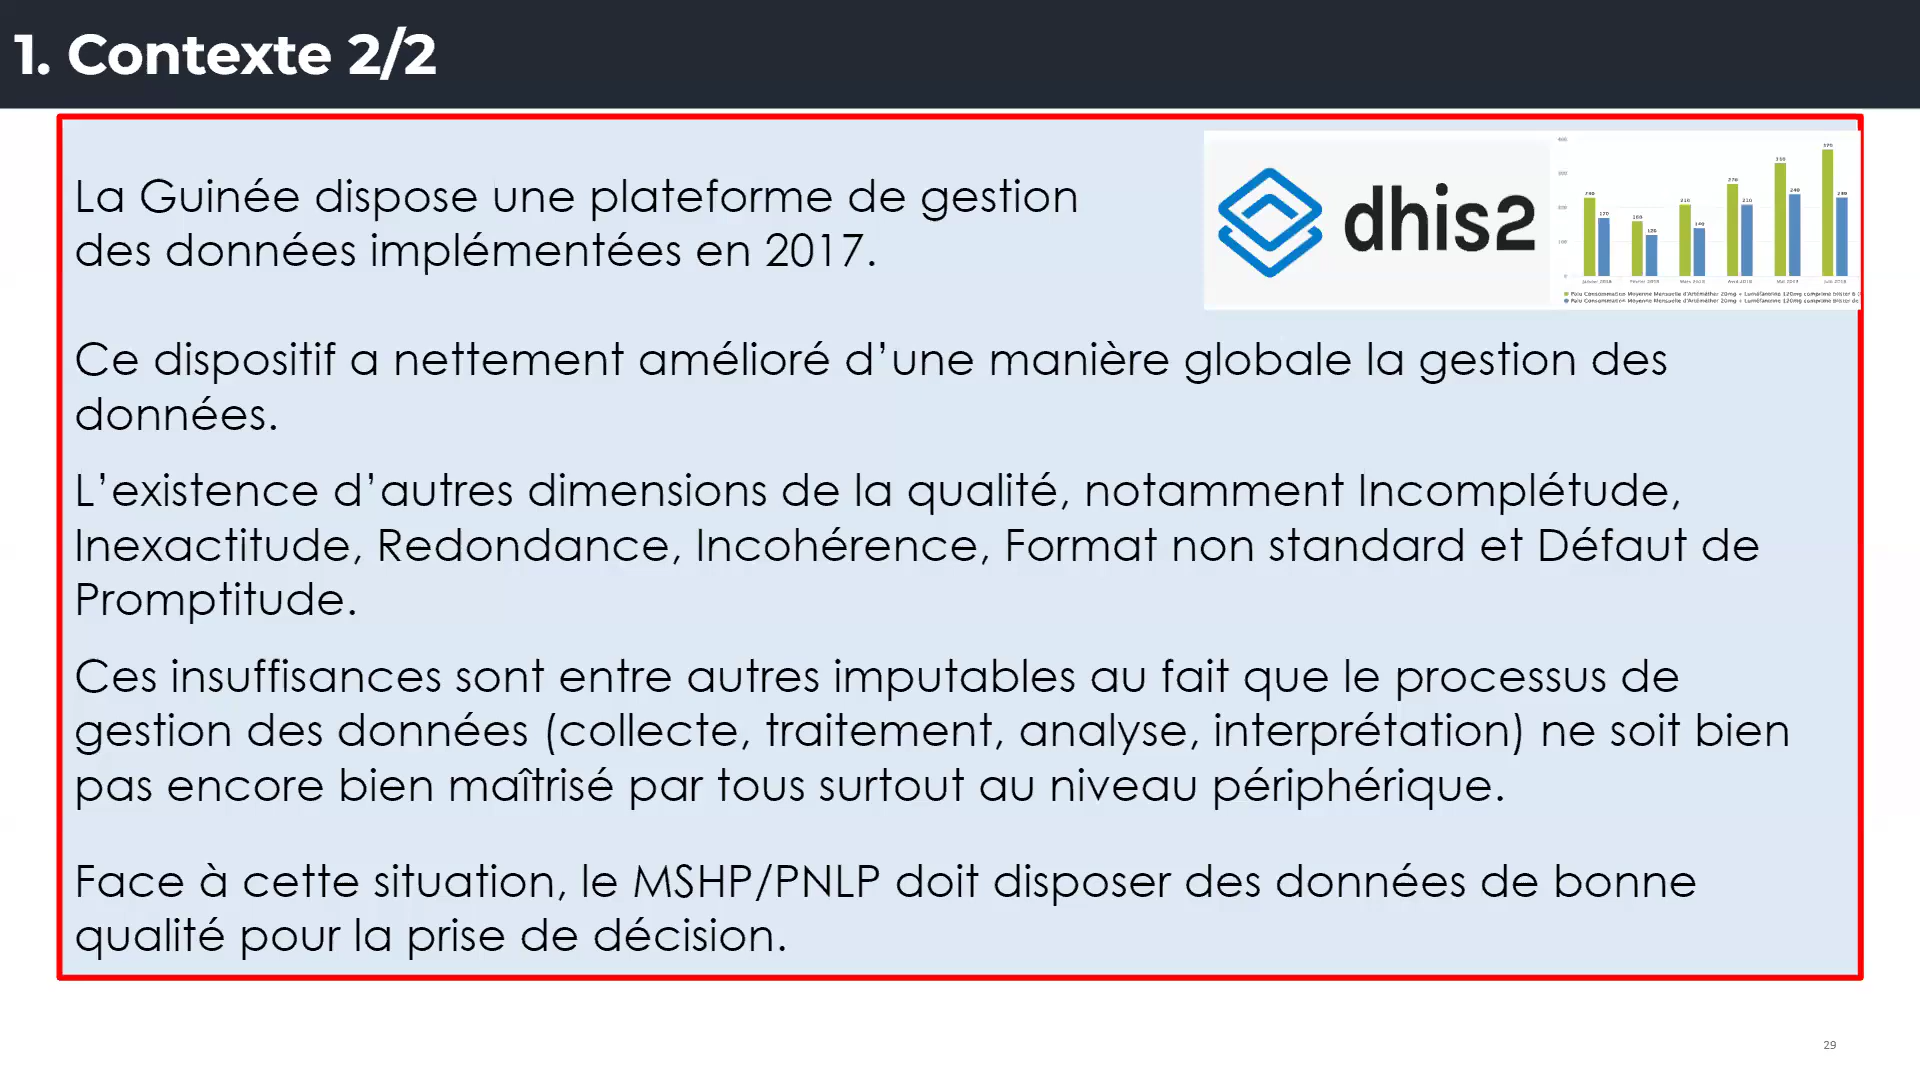 1. Contexte 2/2
La Guinée dispose une plateforme de gestion
des données implémentées en 2017.
dhis2
Ce dispositif a nettement amélioré d’une manière globale la gestion des
données.
L’existence d’autres dimensions de la qualité, notamment Incomplétude,
Inexactitude, Redondance, Incohérence, Format non standard et Défaut de
Promptitude.
Ces insuffisances sont entre autres imputables au fait que le processus de
gestion des données (collecte, traitement, analyse, interprétation) ne soit bien
pas encore bien maîtrisé par tous surtout au niveau périphérique.
Face à cette situation, le MSHP/PNLP doit disposer des données de bonne
qualité pour la prise de décision.
29